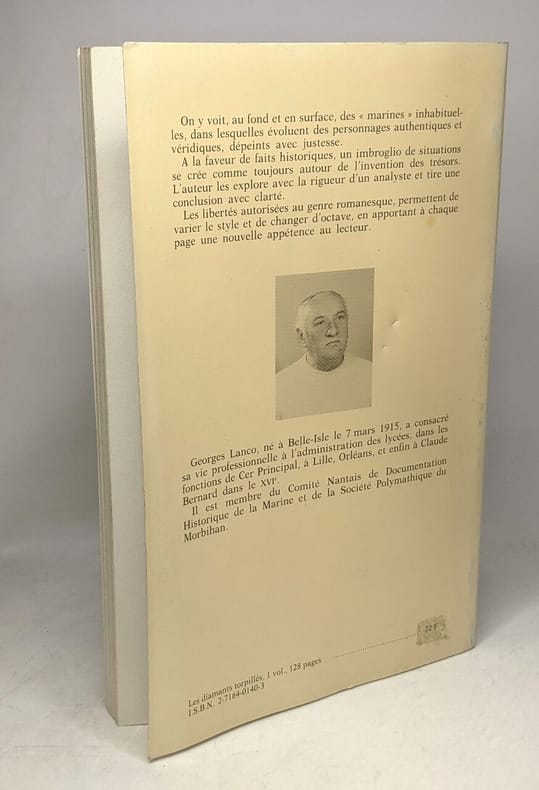 On y voit, au fond et en surface, des « marines » inhabituel-
les, dans lesquelles évoluent des personnages authentiques et
véridiques, dépeints avec justesse.
A la faveur de faits historiques, un imbroglio de situations
se crée comme toujours autour de l'invention des trésors.
L'auteur les explore avec la rigueur d'un analyste et tire une
conclusion avec clarté.
Les libertés autorisées au genre romanesque, permettent de
varier le style et de changer d'octave, en apportant à chaque
page une nouvelle appétence au lecteur.
Georges Lanco, né à Belle-Isle le 7 mars 1915, a consacré
sa vie professionnelle à l'administration des lycées, dans les
fonctions de Cer Principal, à Lille, Orléans, et enfin à Claude
Bernard dans le XVIe.
Il est membre du Comité Nantais de Documentation
Historique de la Marine et de la Société Polymathique du
Morbihan.
Les diamants torpillés, 1 vol., 128 pages
I.S.B.N. 2-7164-0140-3